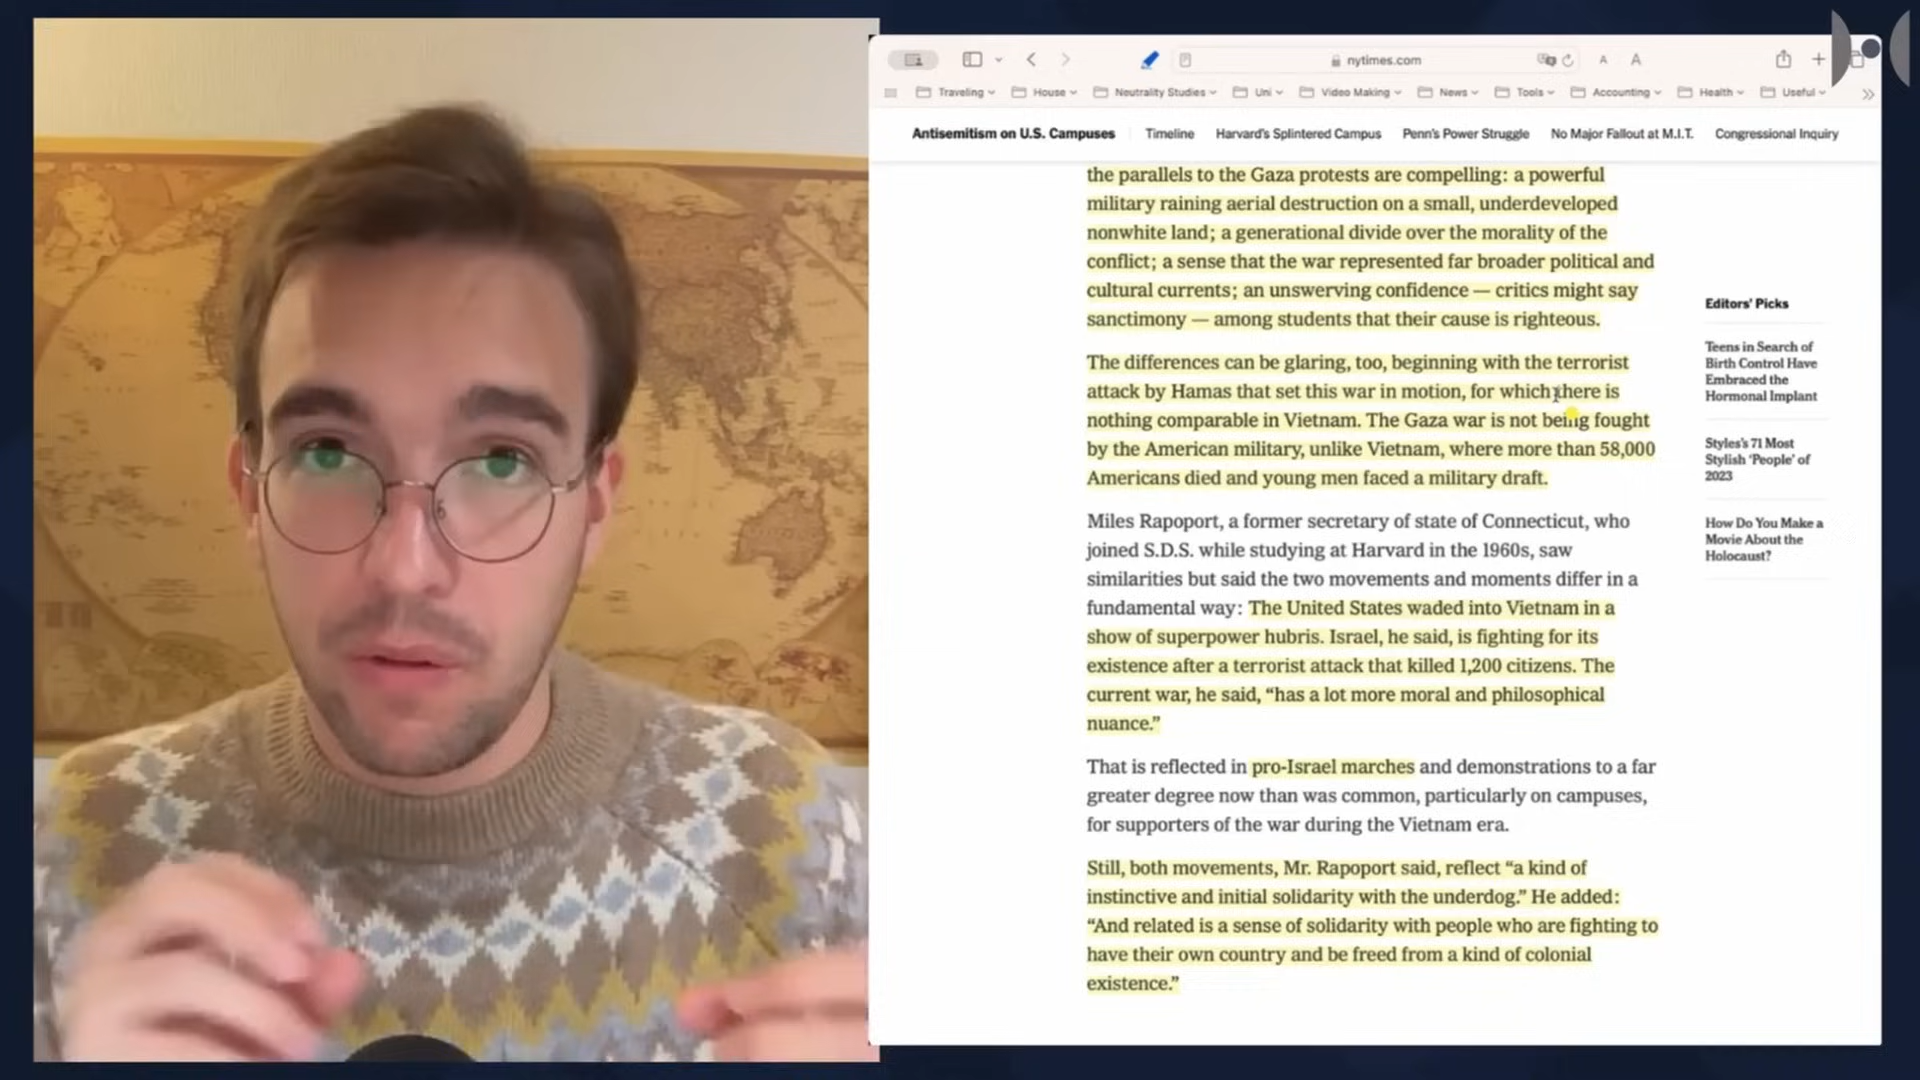 nytimes.com
A
A
Traveling
House
Neutrality Studies
Uni
Video Making
News
Tools
Accounting
Health
Useful
Antisemitism on U.S. Campuses
Timeline
Harvard's Splintered Campus
Penn's Power Struggle
No Major Fallout at M.I.T.
Congressional Inquiry
the parallels to the Gaza protests are compelling: a powerful
military raining aerial destruction on a small, underdeveloped
nonwhite land; a generational divide over the morality of the
conflict; a sense that the war represented far broader political and
cultural currents; an unswerving confidence — critics might say
sanctimony — among students that their cause is righteous.
The differences can be glaring, too, beginning with the terrorist
attack by Hamas that set this war in motion, for which there is
nothing comparable in Vietnam. The Gaza war is not being fought
by the American military, unlike Vietnam, where more than 58,000
Americans died and young men faced a military draft.
Miles Rapoport, a former secretary of state of Connecticut, who
joined S.D.S. while studying at Harvard in the 1960s, saw
similarities but said the two movements and moments differ in a
fundamental way: The United States waded into Vietnam in a
show of superpower hubris. Israel, he said, is fighting for its
existence after a terrorist attack that killed 1,200 citizens. The
current war, he said, “has a lot more moral and philosophical
nuance.”
That is reflected in pro-Israel marches and demonstrations to a far
greater degree now than was common, particularly on campuses,
for supporters of the war during the Vietnam era.
Still, both movements, Mr. Rapoport said, reflect “a kind of
instinctive and initial solidarity with the underdog.” He added:
“And related is a sense of solidarity with people who are fighting to
have their own country and be freed from a kind of colonial
existence.”
Editors' Picks
Teens in Search of
Birth Control Have
Embraced the
Hormonal Implant
Styles's 71 Most
Stylish ‘People’ of
2023
How Do You Make a
Movie About the
Holocaust?